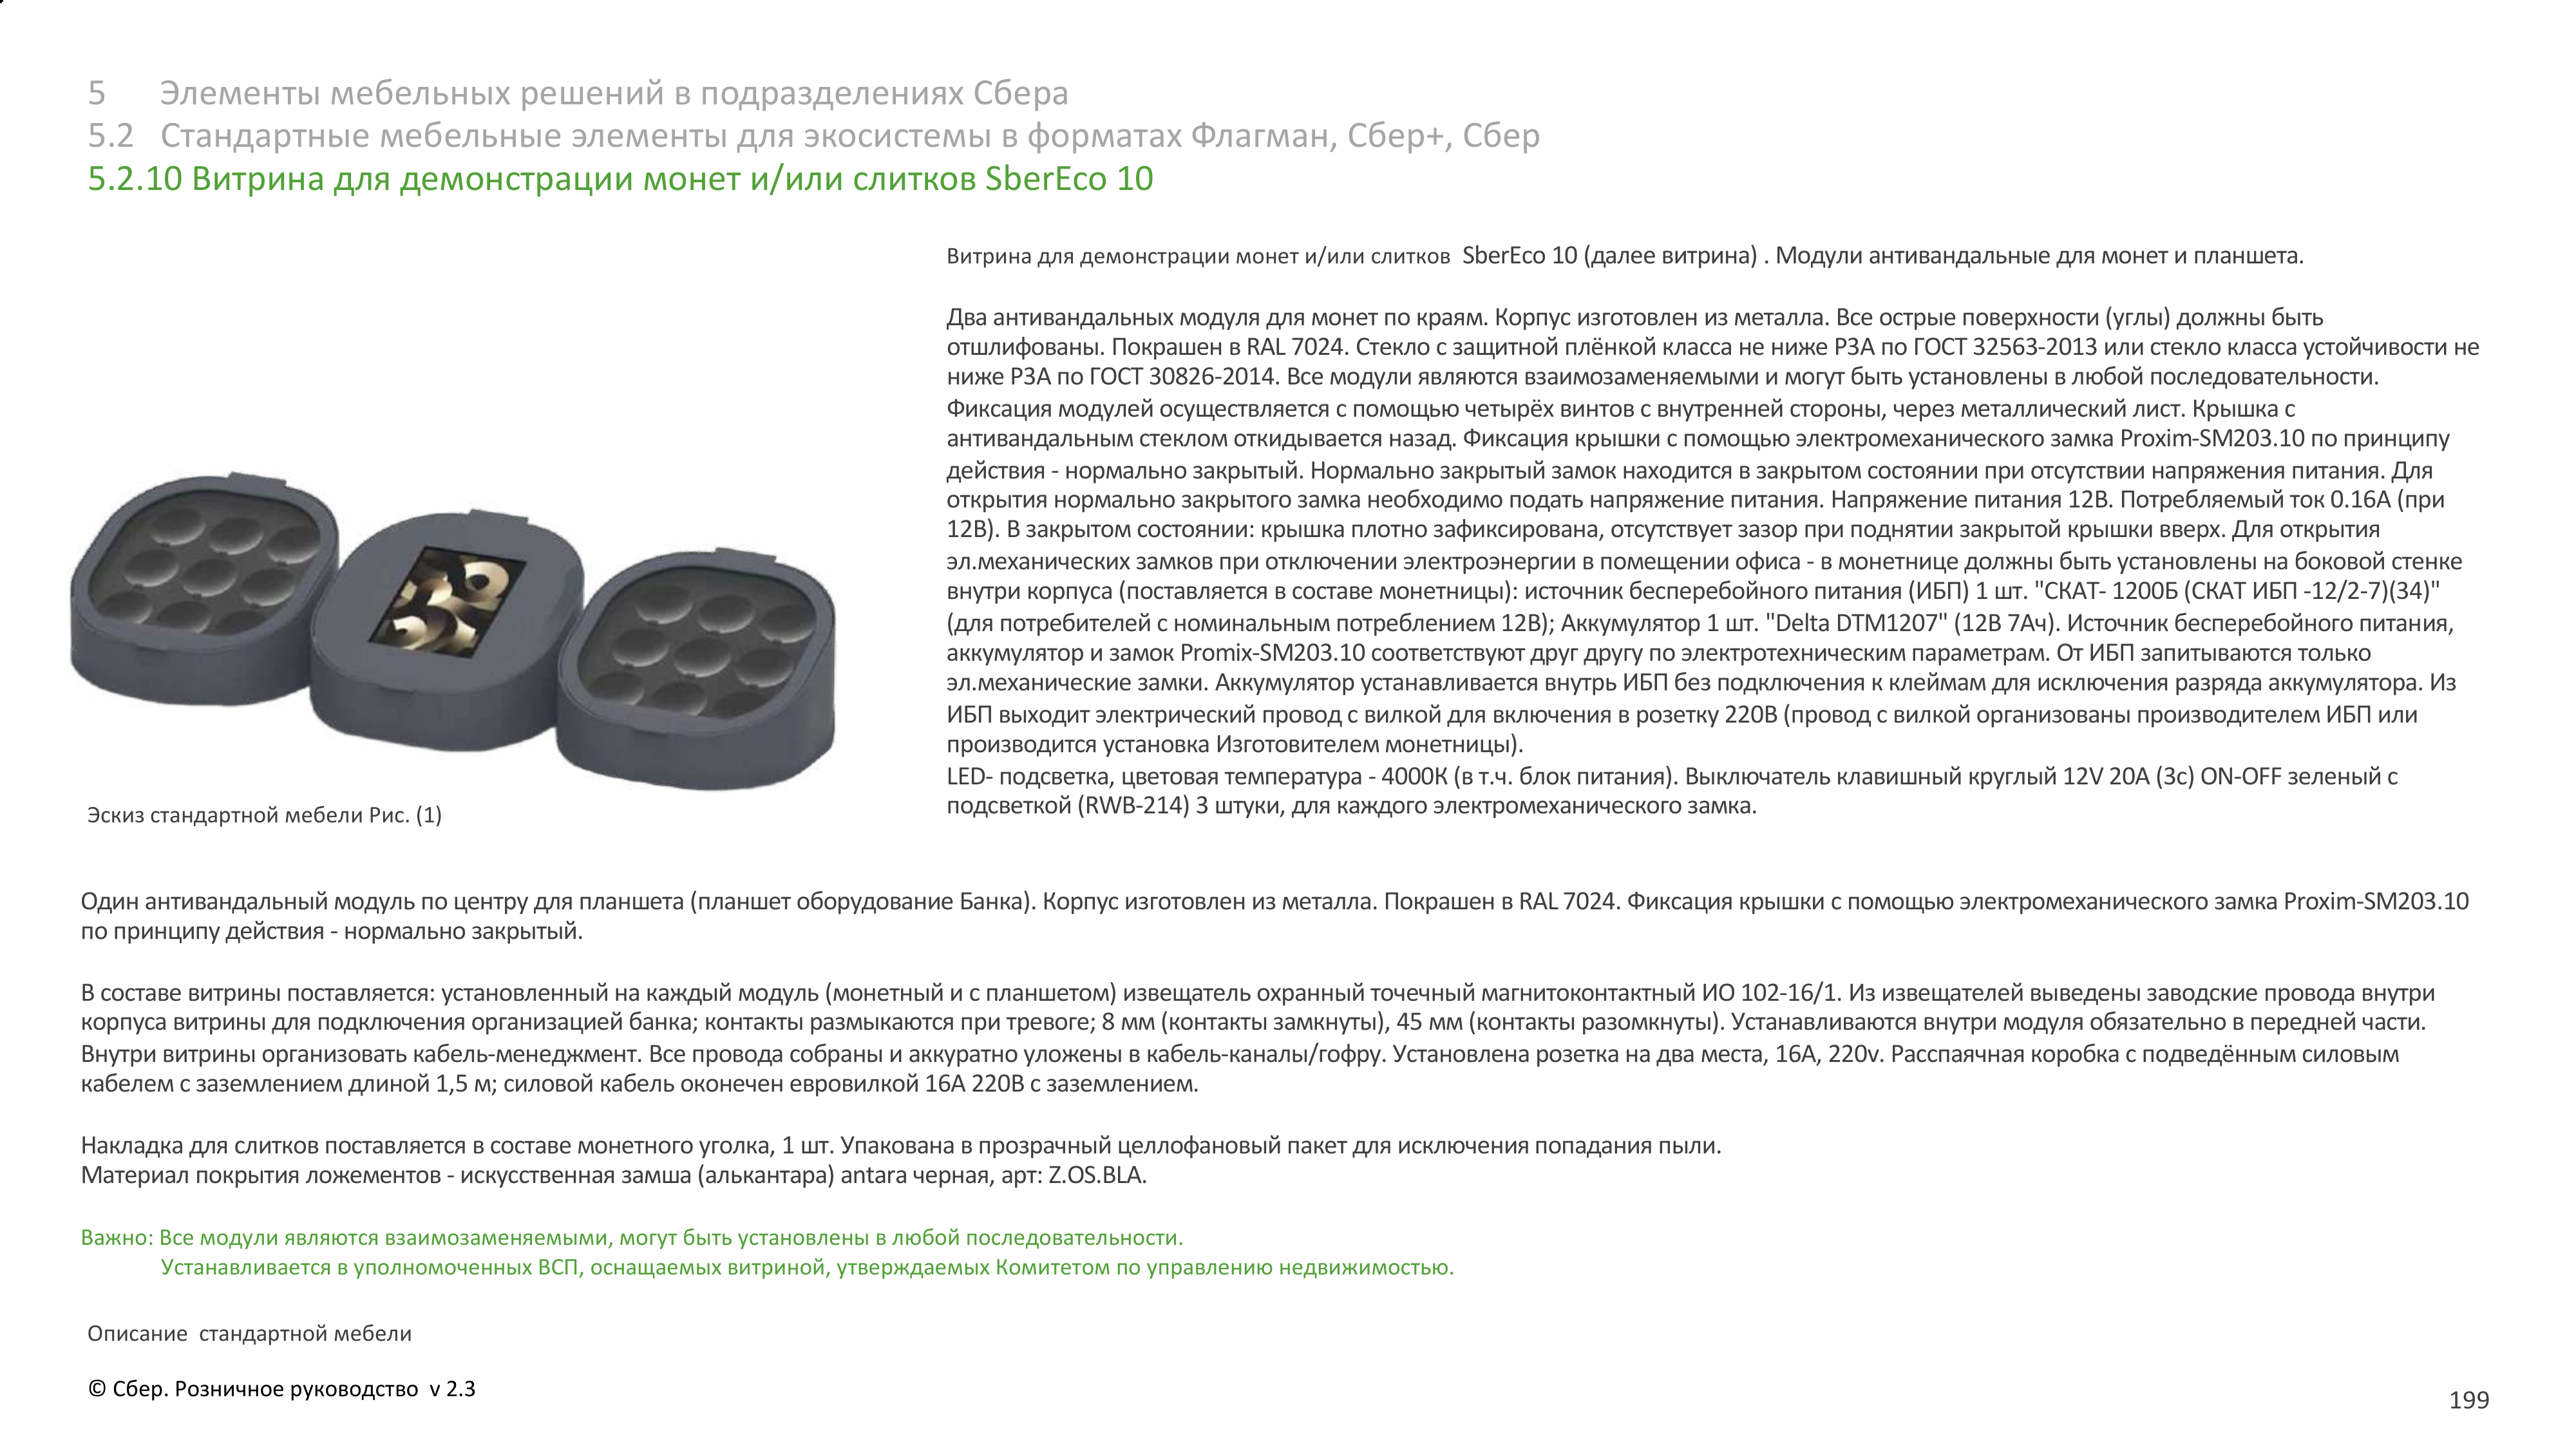 5 Элементы мебельных решений в подразделениях Сбера
5.2 Стандартные мебельные элементы для экосистемы в форматах Флагман, Сбер+, Сбер
5.2.10 Витрина для демонстрации монет и/или слитков SberEco 10
Витрина для демонстрации монет и/или слитков SberEco 10 (далее витрина) . Модули антивандальные для монет и планшета.
Два антивандальных модуля для монет по краям. Корпус изготовлен из металла. Все острые поверхности (углы) должны быть
отшлифованы. Покрашен в RAL 7024. Стекло с защитной плёнкой класса не ниже РЗА по ГОСТ 32563-2013 или стекло класса устойчивости не
ниже РЗА по ГОСТ 30826-2014. Все модули являются взаимозаменяемыми и могут быть установлены в любой последовательности.
Фиксация модулей осуществляется с помощью четырёх винтов с внутренней стороны, через металлический лист. Крышка с
антивандальным стеклом откидывается назад. Фиксация крышки с помощью электромеханического замка Proxim-SM203.10 по принципу
действия - нормально закрытый. Нормально закрытый замок находится в закрытом состоянии при отсутствии напряжения питания. Для
открытия нормально закрытого замка необходимо подать напряжение питания. Напряжение питания 12В. Потребляемый ток 0.16А (при
12В). В закрытом состоянии: крышка плотно зафиксирована, отсутствует зазор при поднятии закрытой крышки вверх. Для открытия
эл.механических замков при отключении электроэнергии в помещении офиса - в монетнице должны быть установлены на боковой стенке
внутри корпуса (поставляется в составе монетницы): источник бесперебойного питания (ИБП) 1 шт. "СКАТ- 1200Б (СКАТ ИБП -12/2-7)(34)"
(для потребителей с номинальным потреблением 12В); Аккумулятор 1 шт. "Delta DTM1207" (12В 7Ач). Источник бесперебойного питания,
аккумулятор и замок Promix-SM203.10 соответствуют друг другу по электротехническим параметрам. От ИБП запитываются только
эл.механические замки. Аккумулятор устанавливается внутрь ИБП без подключения к клеймам для исключения разряда аккумулятора. Из
ИБП выходит электрический провод с вилкой для включения в розетку 220В (провод с вилкой организованы производителем ИБП или
производится установка Изготовителем монетницы).
LED- подсветка, цветовая температура - 4000К (в т.ч. блок питания). Выключатель клавишный круглый 12V 20A (3с) ON-OFF зеленый с
подсветкой (RWB-214) 3 штуки, для каждого электромеханического замка.
Эскиз стандартной мебели Рис. (1)
Один антивандальный модуль по центру для планшета (планшет оборудование Банка). Корпус изготовлен из металла. Покрашен в RAL 7024. Фиксация крышки с помощью электромеханического замка Proxim-SM203.10
по принципу действия - нормально закрытый.
В составе витрины поставляется: установленный на каждый модуль (монетный и с планшетом) извещатель охранный точечный магнитоконтактный ИО 102-16/1. Из извещателей выведены заводские провода внутри
корпуса витрины для подключения организацией банка; контакты размыкаются при тревоге; 8 мм (контакты замкнуты), 45 мм (контакты разомкнуты). Устанавливаются внутри модуля обязательно в передней части.
Внутри витрины организовать кабель-менеджмент. Все провода собраны и аккуратно уложены в кабель-каналы/гофру. Установлена розетка на два места, 16А, 220v. Расспаячная коробка с подведённым силовым
кабелем с заземлением длиной 1,5 м; силовой кабель оконечен евровилкой 16А 220В с заземлением.
Накладка для слитков поставляется в составе монетного уголка, 1 шт. Упакована в прозрачный целлофановый пакет для исключения попадания пыли.
Материал покрытия ложементов - искусственная замша (алькантара) antara черная, арт: Z.OS.BLA.
Важно: Все модули являются взаимозаменяемыми, могут быть установлены в любой последовательности.
Устанавливается в уполномоченных ВСП, оснащаемых витриной, утверждаемых Комитетом по управлению недвижимостью.
Описание стандартной мебели
© Сбер. Розничное руководство v 2.3
199